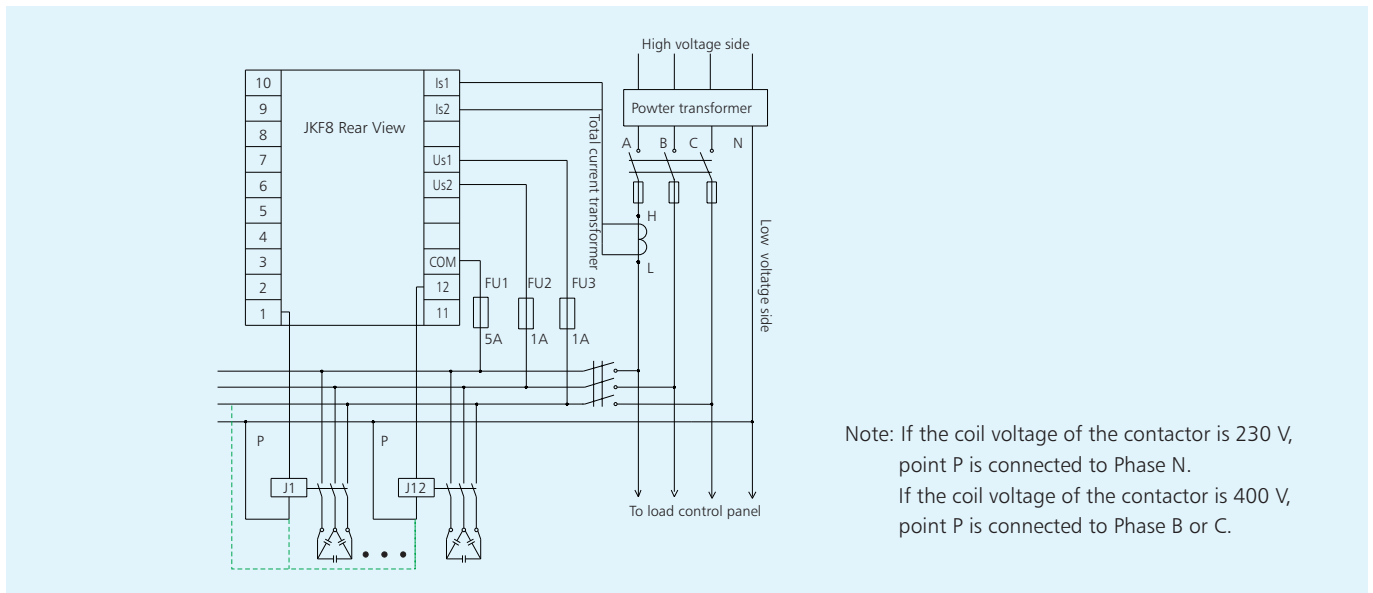 High voltage side
10
Is1
9
Is2
Powter transformer
8
JKF8 Rear View
Total current transformer
A
B
C
N
7
Us1
6
Us2
5
H
4
Low voltatge side
3
COM
L
2
12
FU1
FU2
FU3
1
11
5A
1A
1A
P
P
J1
J12
To load control panel
Note: If the coil voltage of the contactor is 230 V,
point P is connected to Phase N.
If the coil voltage of the contactor is 400 V,
point P is connected to Phase B or C.